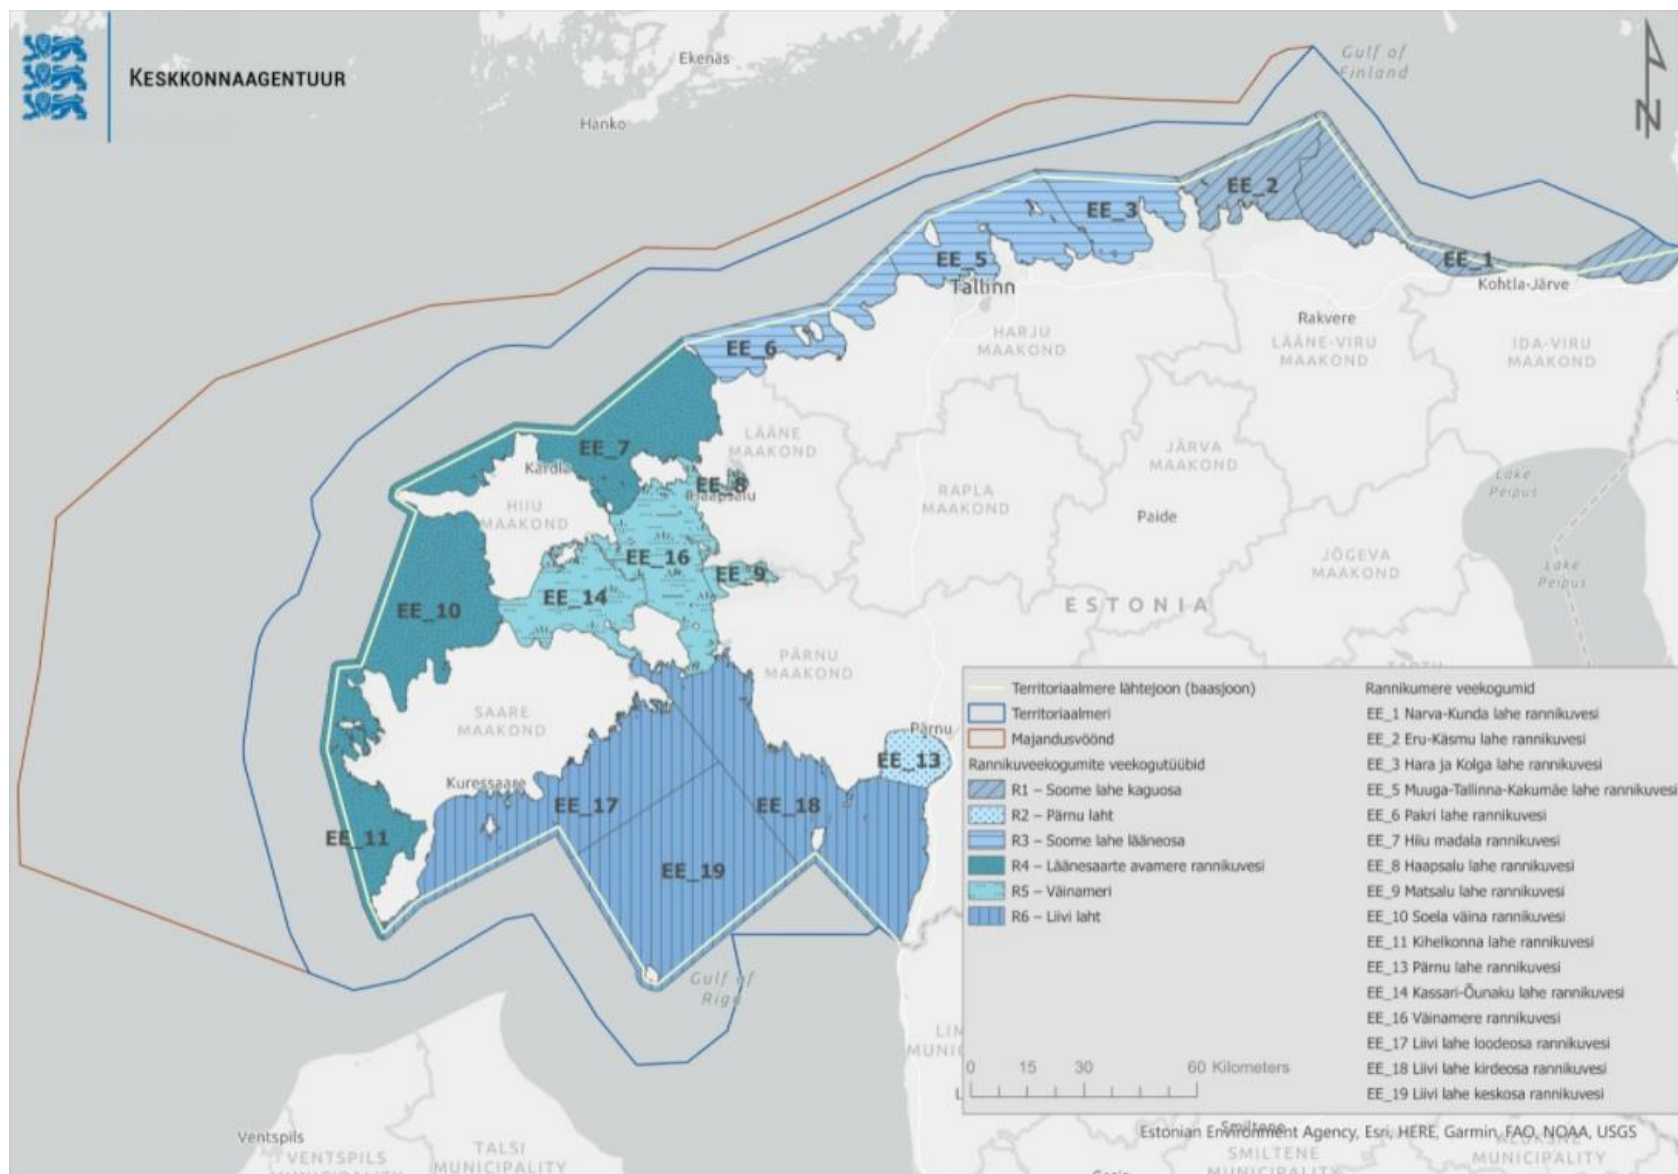 KESKKONNAAGENTUUR
Ekenäs
Hanko
Gulf of
Finland
N
EE_2
EE_3
EE_5
Tallinn
EE_1
Kohtla-Järve
Rakvere
HARJU
MAAKOND
LÄÄNE-VIRU
MAAKOND
IDA-VIRU
MAAKOND
EE_6
LÄÄNE
MAAKOND
JÄRVA
MAAKOND
EE_7
Kärdla
EE_8
Haapsalu
HIIU
MAAKOND
RAPLA
MAAKOND
Paide
Lake
Peipus
EE_16
EE_9
JÕGEVA
MAAKOND
Lake
Peipus
EE_14
EE_10
ESTONIA
PÄRNU
MAAKOND
SAARE
MAAKOND
Pärnu
EE_13
Kuressaare
EE_17
EE_18
EE_11
EE_19
Gulf of
Riga
Territoriaalmere lähtejoon (baasjoon)
Territoriaalmeri
Majandusvöönd
Rannikuveekogumite veekogutüübid
R1 – Soome lahe kaguosa
R2 – Pärnu laht
R3 – Soome lahe lääneosa
R4 – Läänesaarte avamere rannikuvesi
R5 – Väinameri
R6 – Liivi laht
Rannikumere veekogumid
EE_1 Narva-Kunda lahe rannikuvesi
EE_2 Eru-Käsmu lahe rannikuvesi
EE_3 Hara ja Kolga lahe rannikuvesi
EE_5 Muuga-Tallinna-Kakumäe lahe rannikuvesi
EE_6 Pakri lahe rannikuvesi
EE_7 Hiiu madala rannikuvesi
EE_8 Haapsalu lahe rannikuvesi
EE_9 Matsalu lahe rannikuvesi
EE_10 Soela väina rannikuvesi
EE_11 Kihelkonna lahe rannikuvesi
EE_13 Pärnu lahe rannikuvesi
EE_14 Kassari-Õunaku lahe rannikuvesi
EE_16 Väinamere rannikuvesi
EE_17 Liivi lahe loodeosa rannikuvesi
EE_18 Liivi lahe kirdeosa rannikuvesi
EE_19 Liivi lahe keskosa rannikuvesi
0 15 30 60 Kilometers
Estonian Environment Agency, Esri, HERE, Garmin, FAO, NOAA, USGS
Ventspils
VENTSPILS
MUNICIPALITY
TALSI
MUNICIPALITY
SMILTENE
MUNICIPALITY
MUNICIPALITY